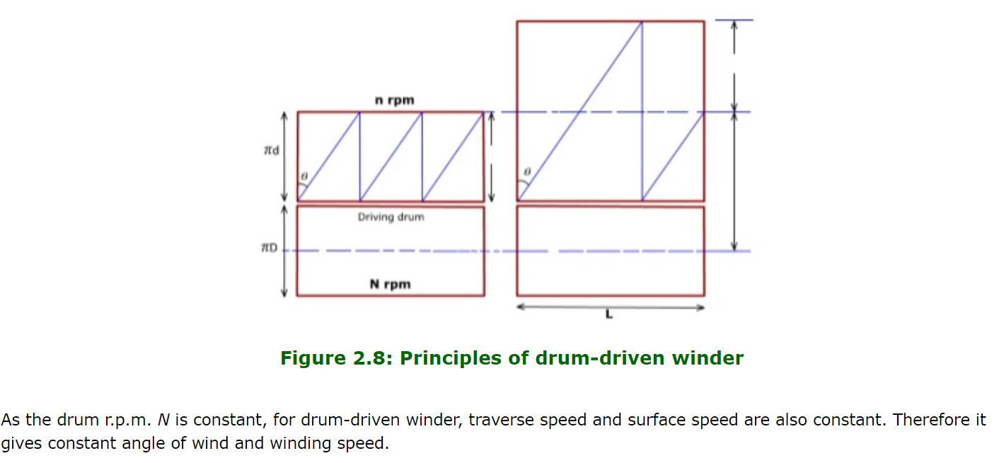 n rpm
πd
θ
θ
Driving drum
πD
N rpm
L
Figure 2.8: Principles of drum-driven winder
As the drum r.p.m. N is constant, for drum-driven winder, traverse speed and surface speed are also constant. Therefore it
gives constant angle of wind and winding speed.